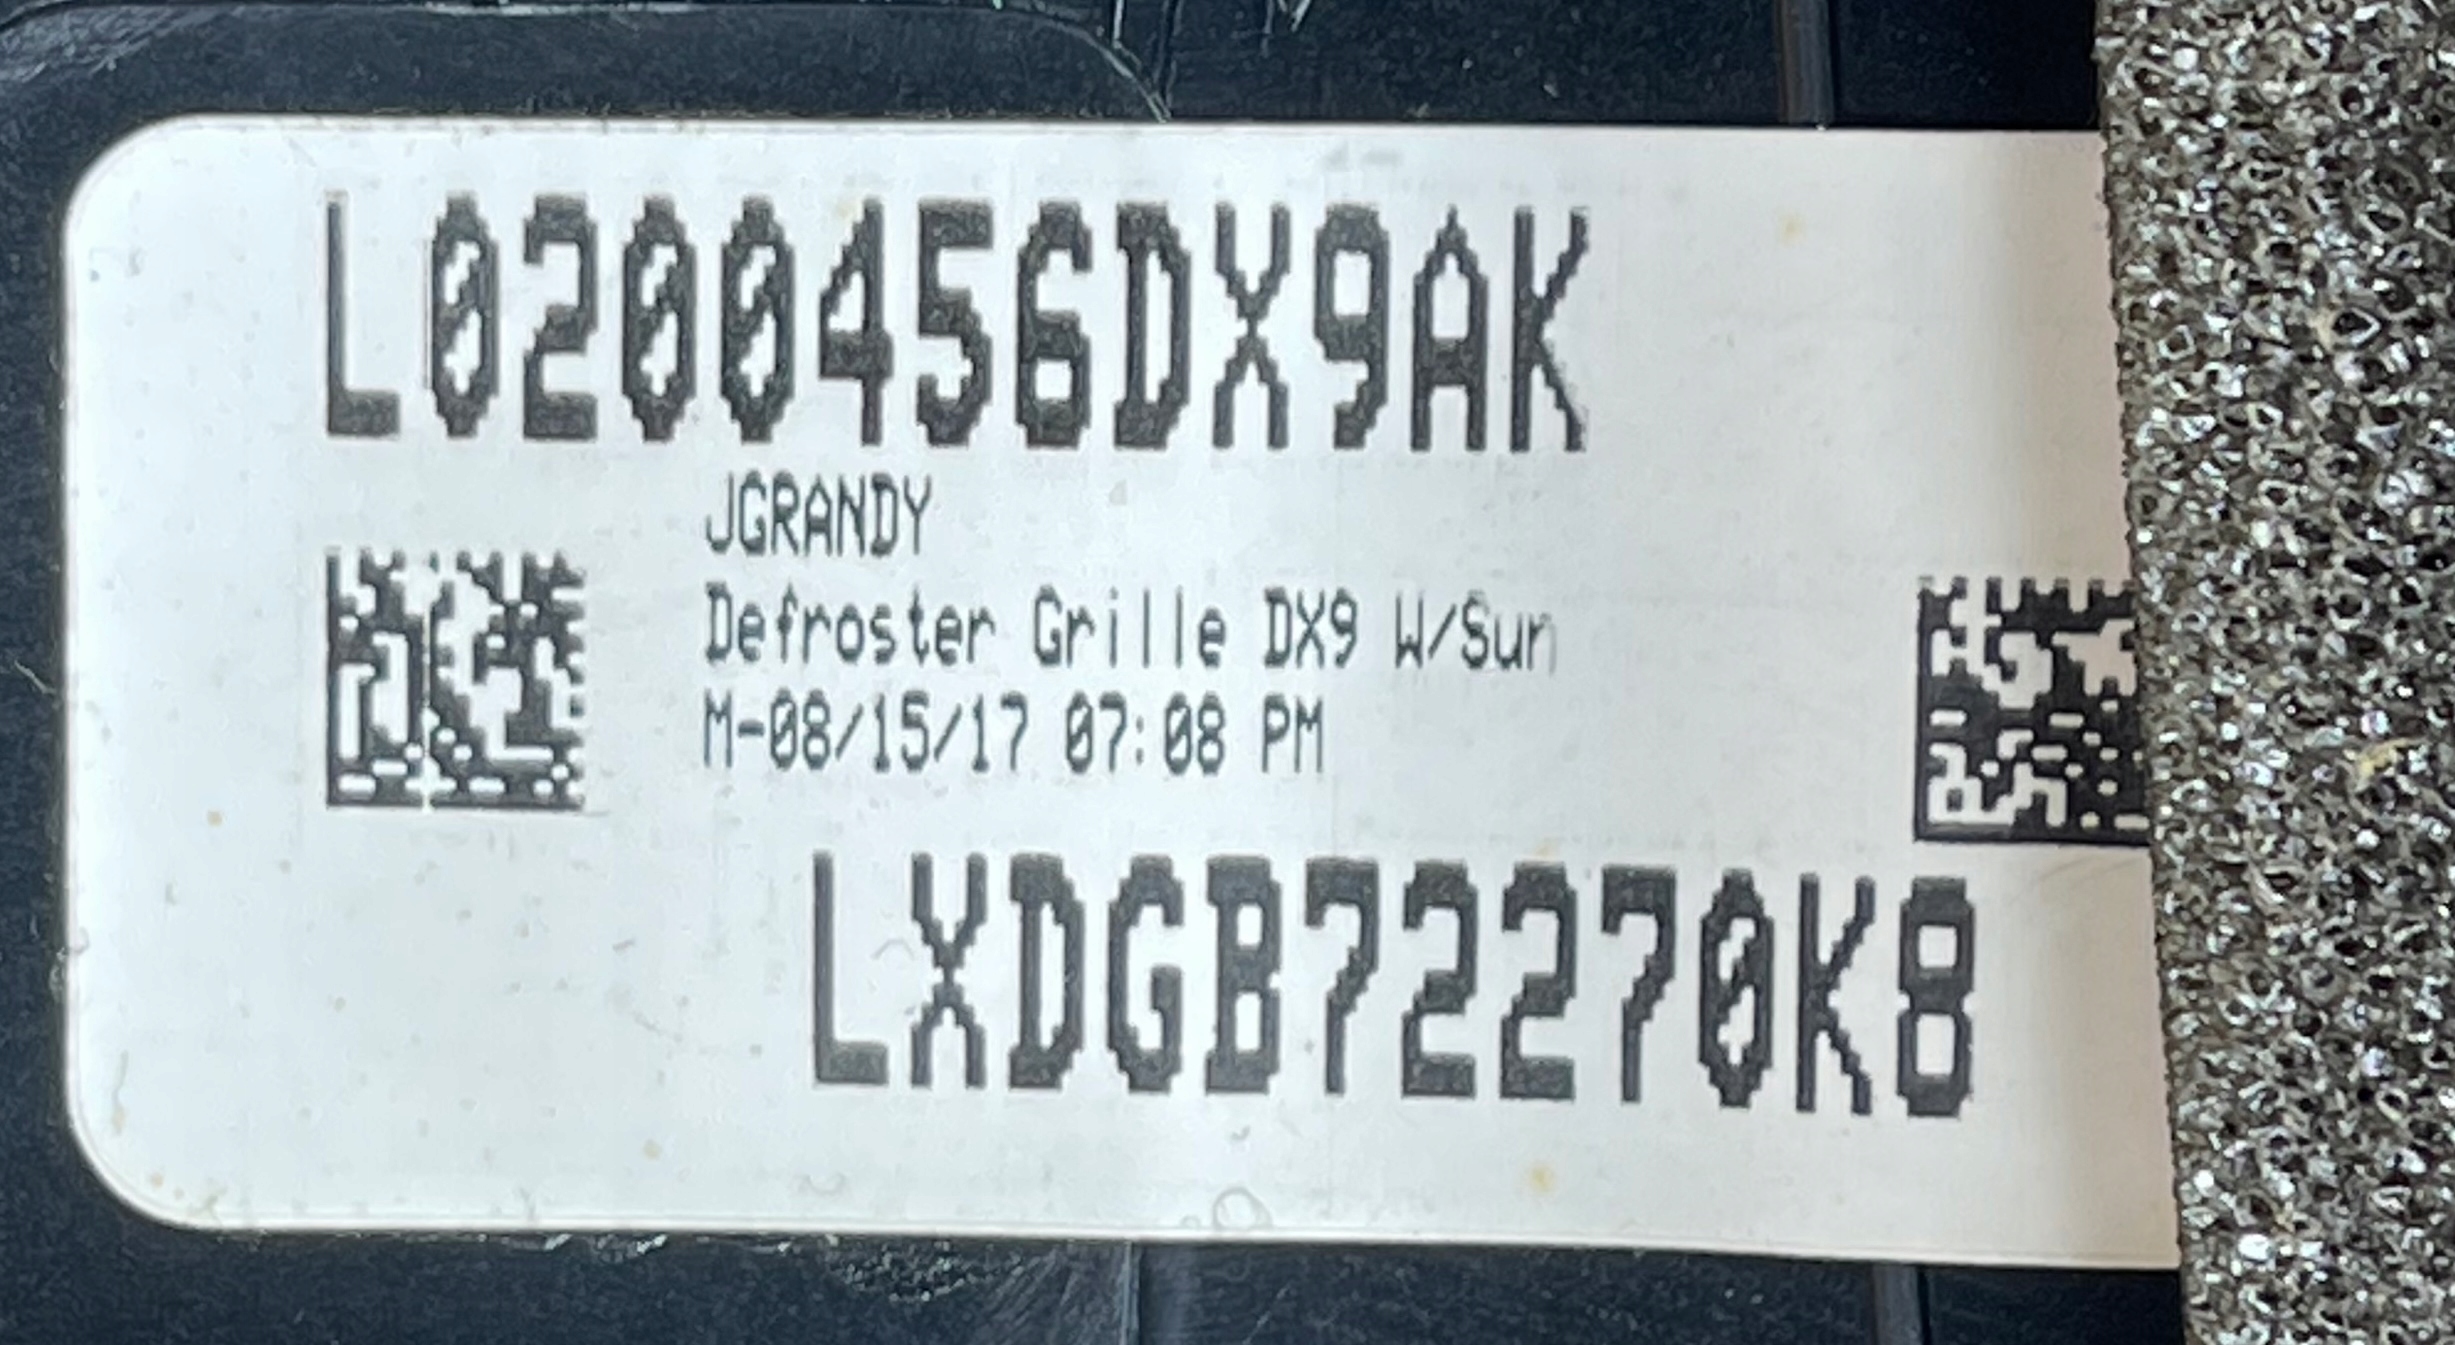 L0200456DX9AK
JGRANDY
Defroster Grille DX9 W/Sun
M-08/15/17 07:08 PM
LXDGB72270K8